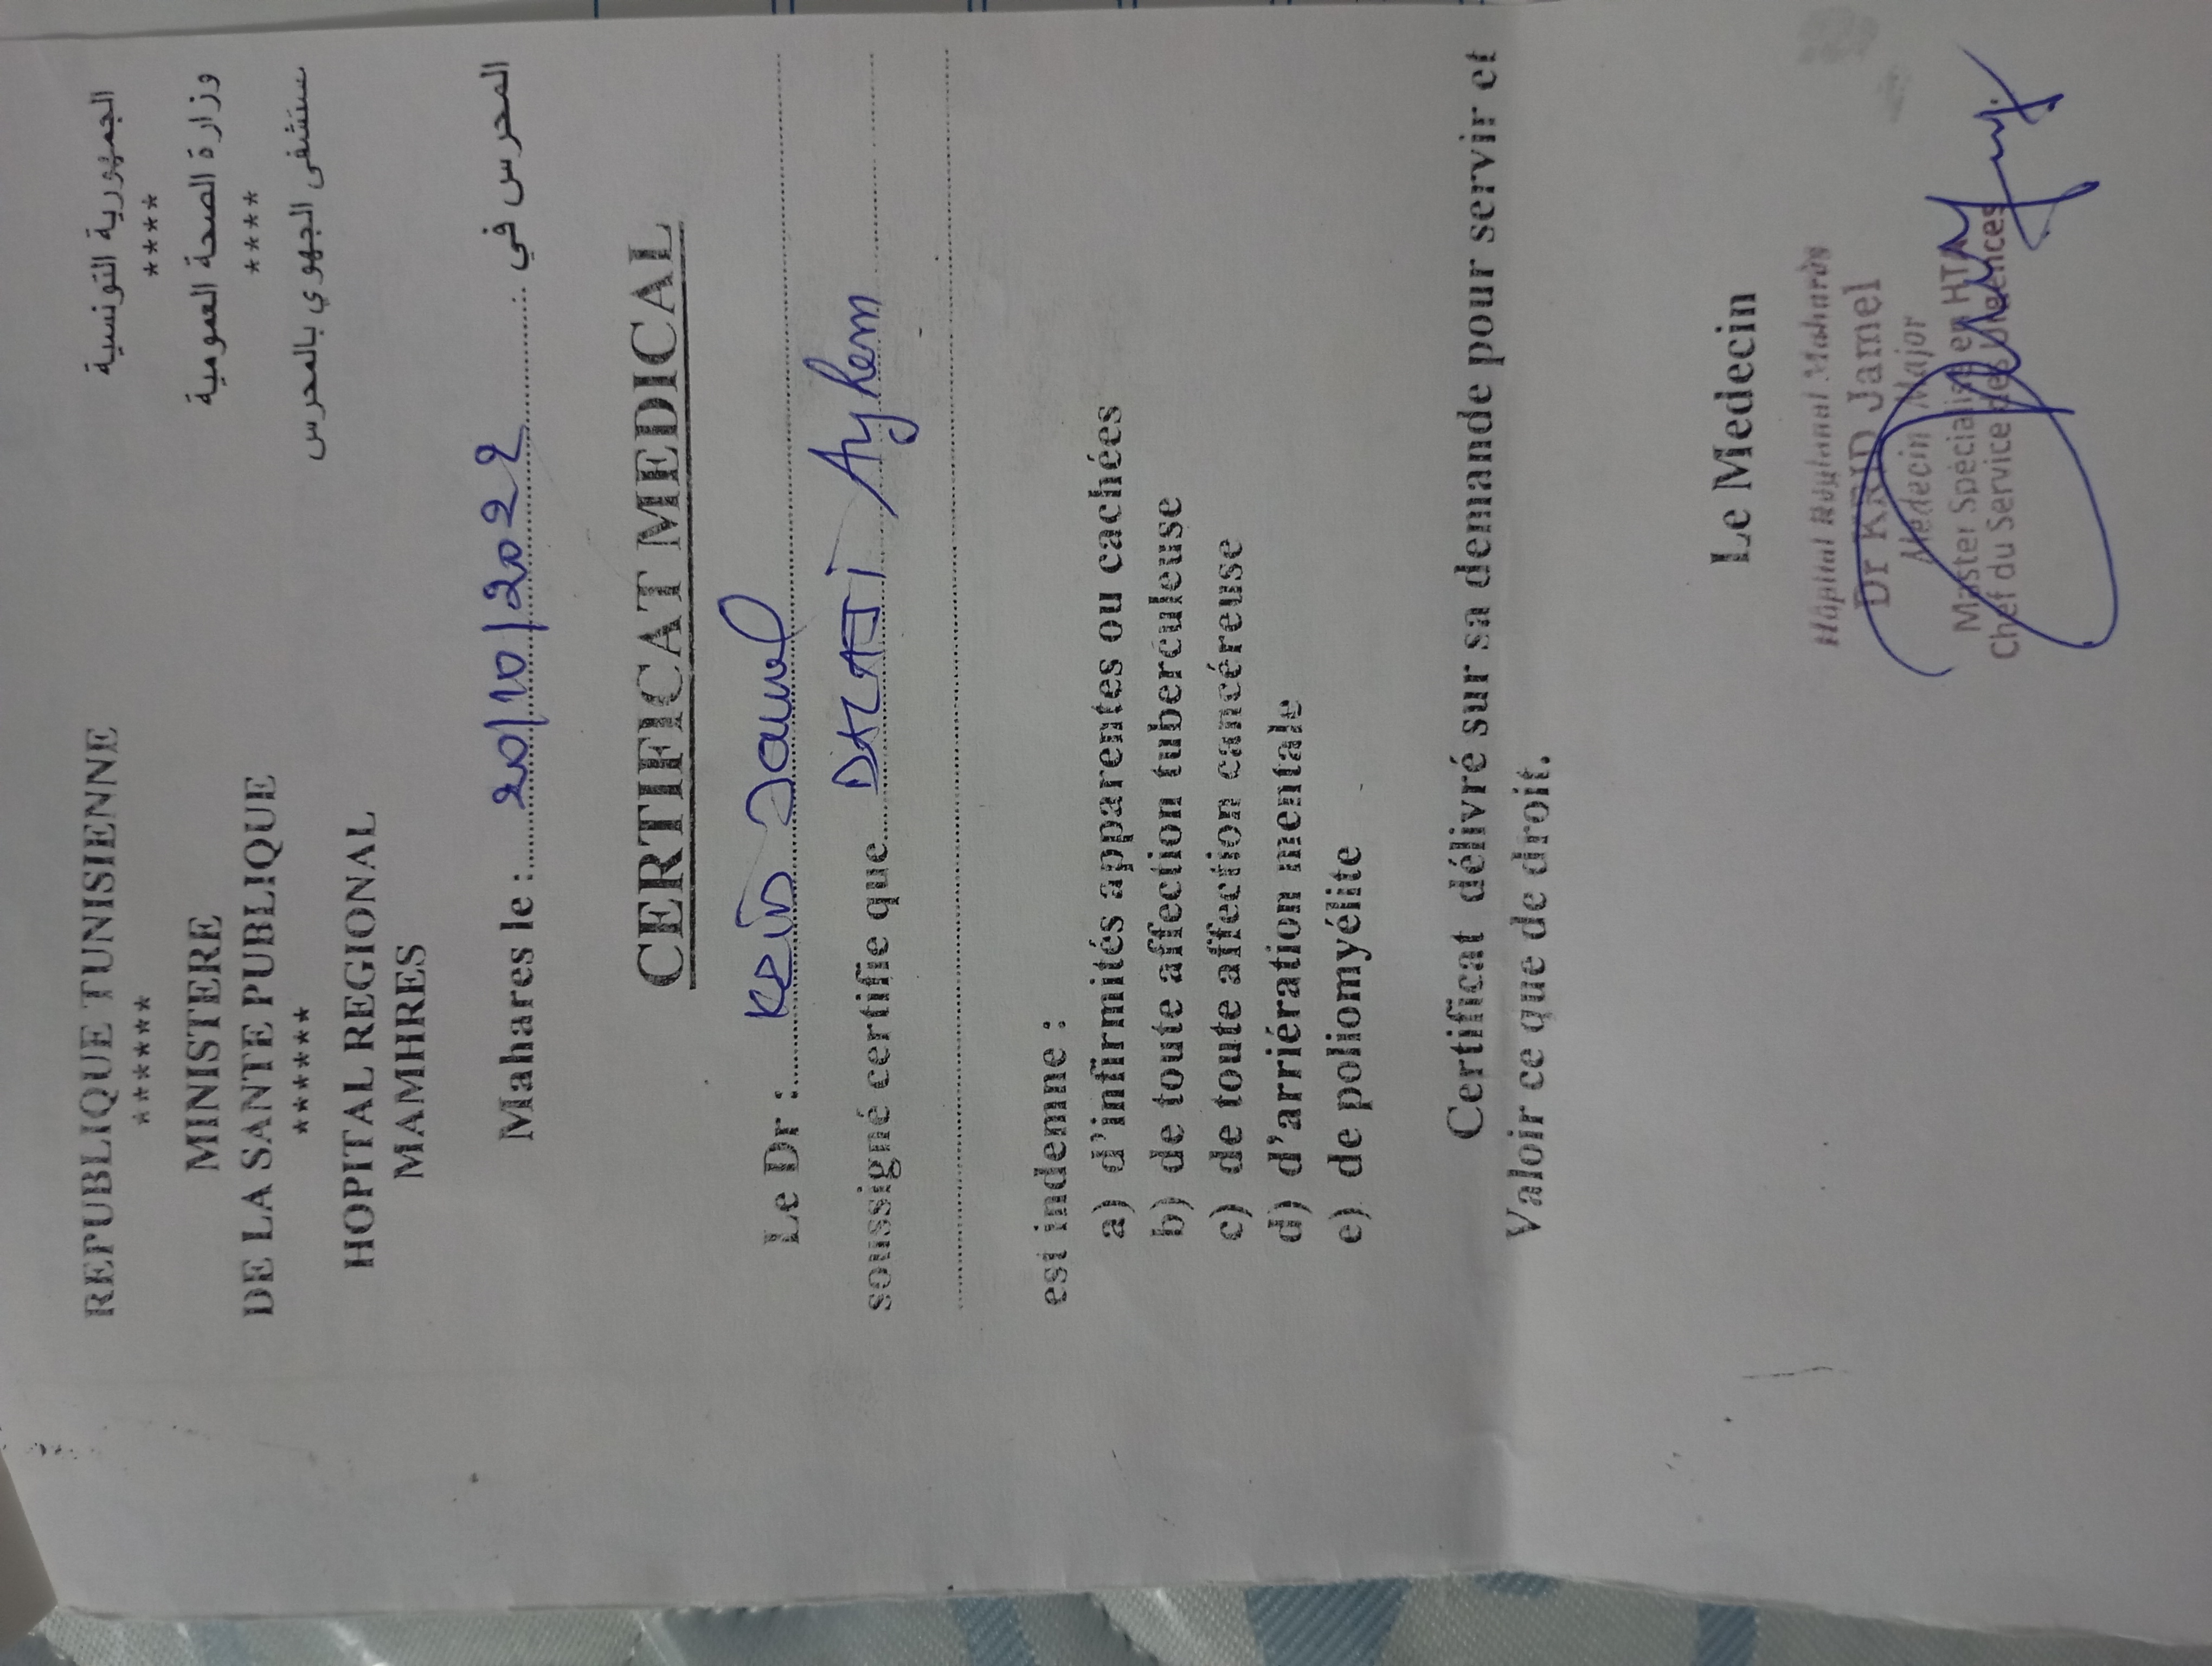 REPUBLIQUE TUNISIENNE
******
MINISTERE
DE LA SANTE PUBLIQUE
******
HOPITAL REGIONAL
MAMHRES
الجمهورية التونسية
****
وزارة الصحة العمومية
****
مستشفى الجهوي بالمحرس
Mahares le : 20/10/2022 المحرس في
CERTIFICAT MEDICAL
Le Dr : KRID Jamel
soussigné certifie que Ayhem
est indemne :
a) d'infirmités apparentes ou cachées
b) de toute affection tuberculeuse
c) de toute affection cancéreuse
d) d'arriération mentale
e) de poliomyélite
Certificat délivré sur sa demande pour servir et
Valoir ce que de droit.
Le Medecin
Hôpital Régional Maharès
Dr KRID Jamel
Médecin Major
Master Spécialisé en HTA
Chef du Service des Urgences